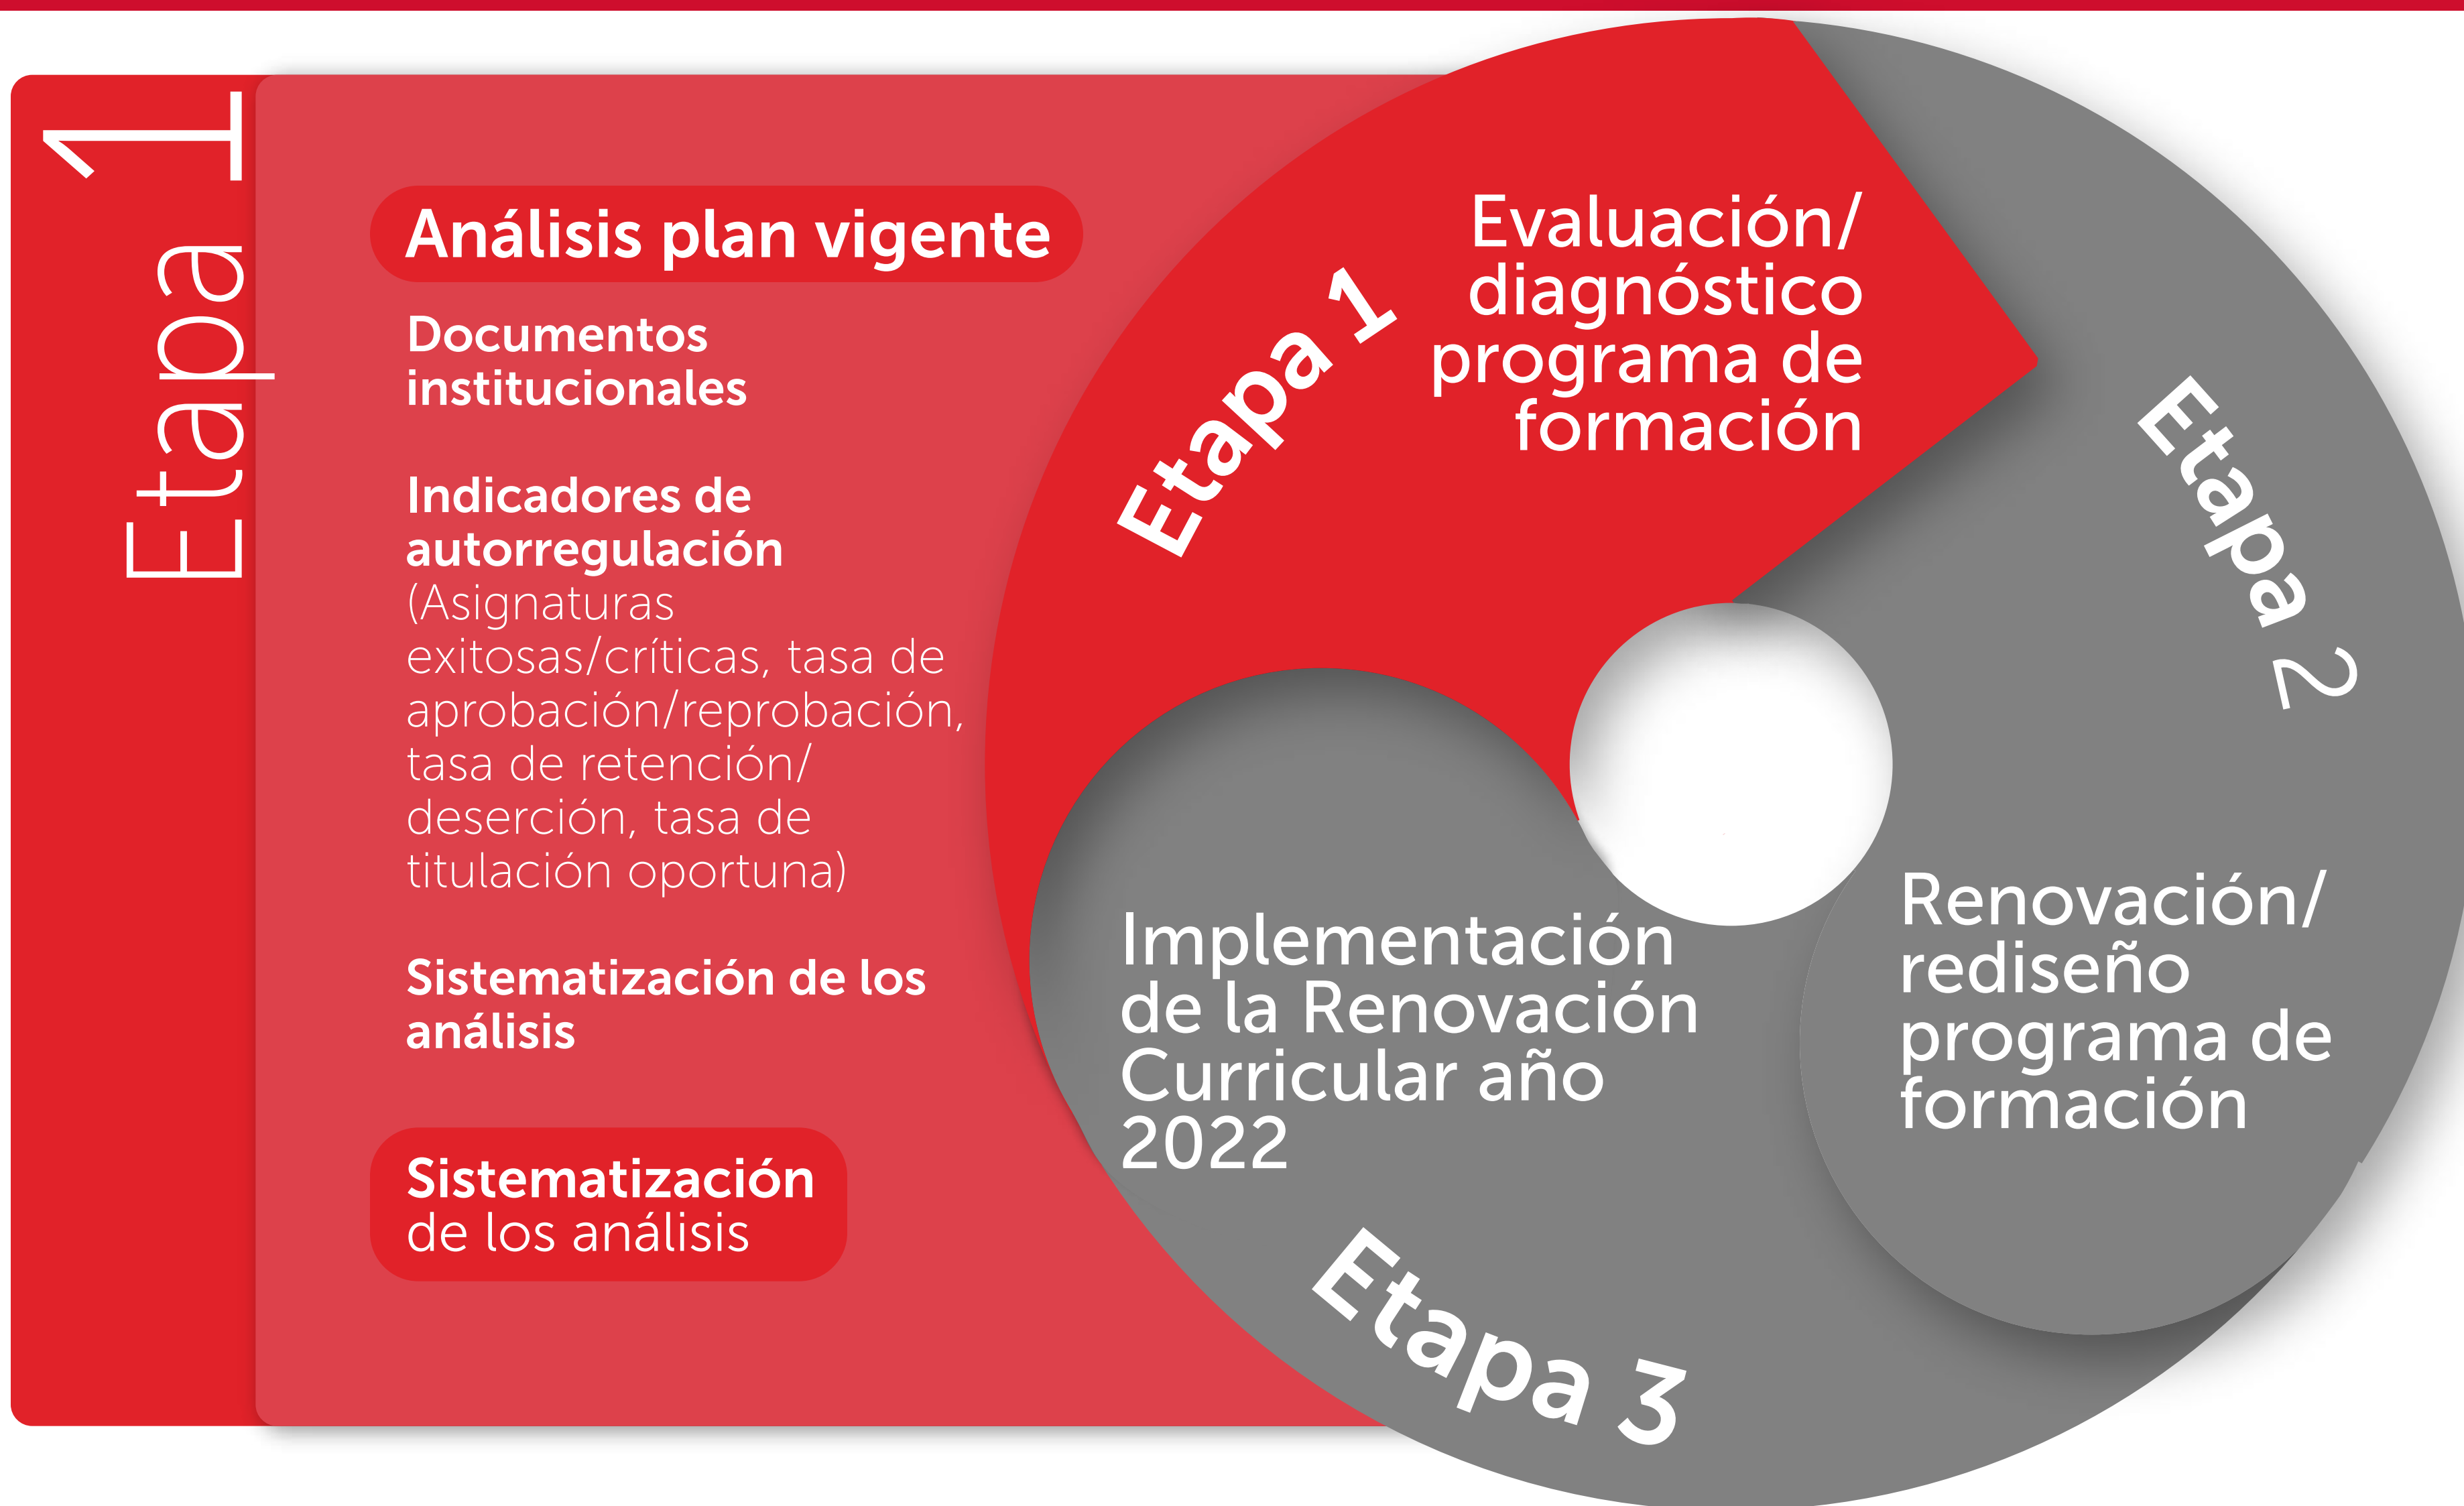 Etapa 1
Análisis plan vigente
Documentos
institucionales
Indicadores de
autorregulación
(Asignaturas
exitosas/críticas, tasa de
aprobación/reprobación,
tasa de retención/
deserción, tasa de
titulación oportuna)
Sistematización de los
análisis
Sistematización
de los análisis
Etapa 1
Evaluación/
diagnóstico
programa de
formación
Etapa 2
Renovación/
rediseño
programa de
formación
Implementación
de la Renovación
Curricular año
2022
Etapa 3